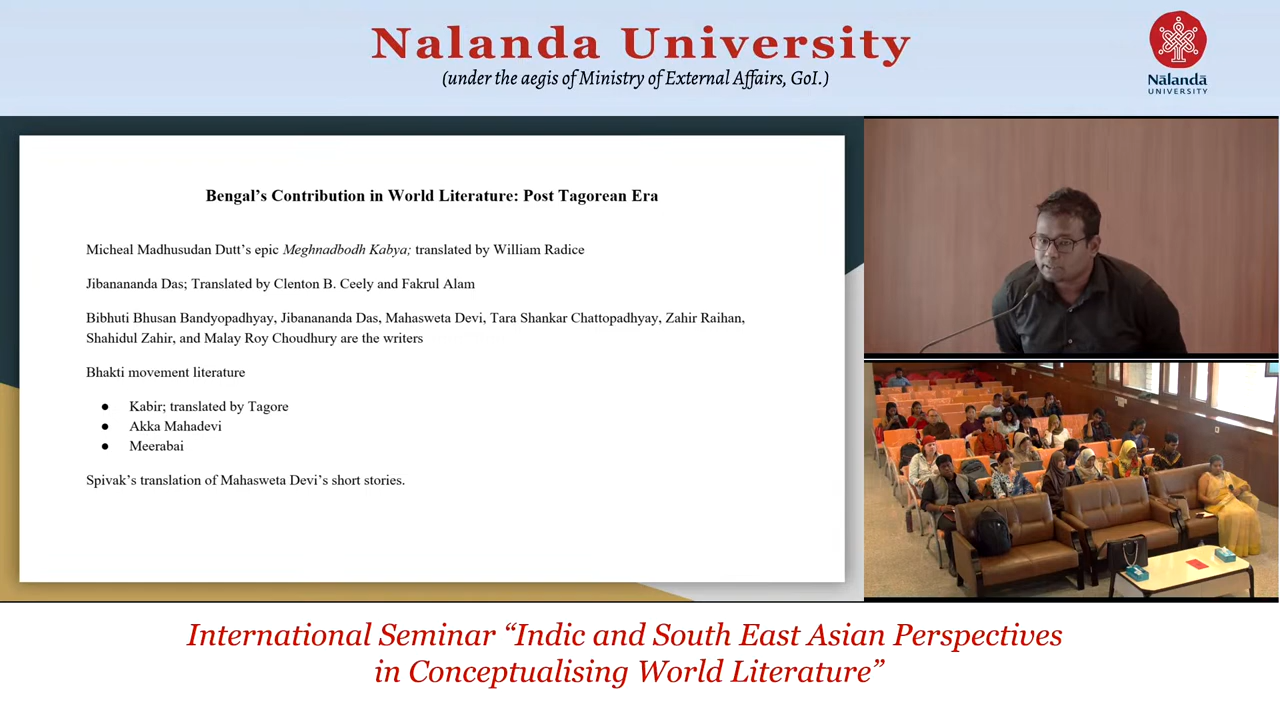 Nalanda University
(under the aegis of Ministry of External Affairs, GoI.)
Nālandā
UNIVERSITY
Bengal's Contribution in World Literature: Post Tagorean Era
Micheal Madhusudan Dutt's epic Meghnadbodh Kabya; translated by William Radice
Jibanananda Das; Translated by Clenton B. Ceely and Fakrul Alam
Bibhuti Bhusan Bandyopadhyay, Jibanananda Das, Mahasweta Devi, Tara Shankar Chattopadhyay, Zahir Raihan,
Shahidul Zahir, and Malay Roy Choudhury are the writers
Bhakti movement literature
● Kabir; translated by Tagore
● Akka Mahadevi
● Meerabai
Spivak's translation of Mahasweta Devi's short stories.
International Seminar “Indic and South East Asian Perspectives
in Conceptualising World Literature”